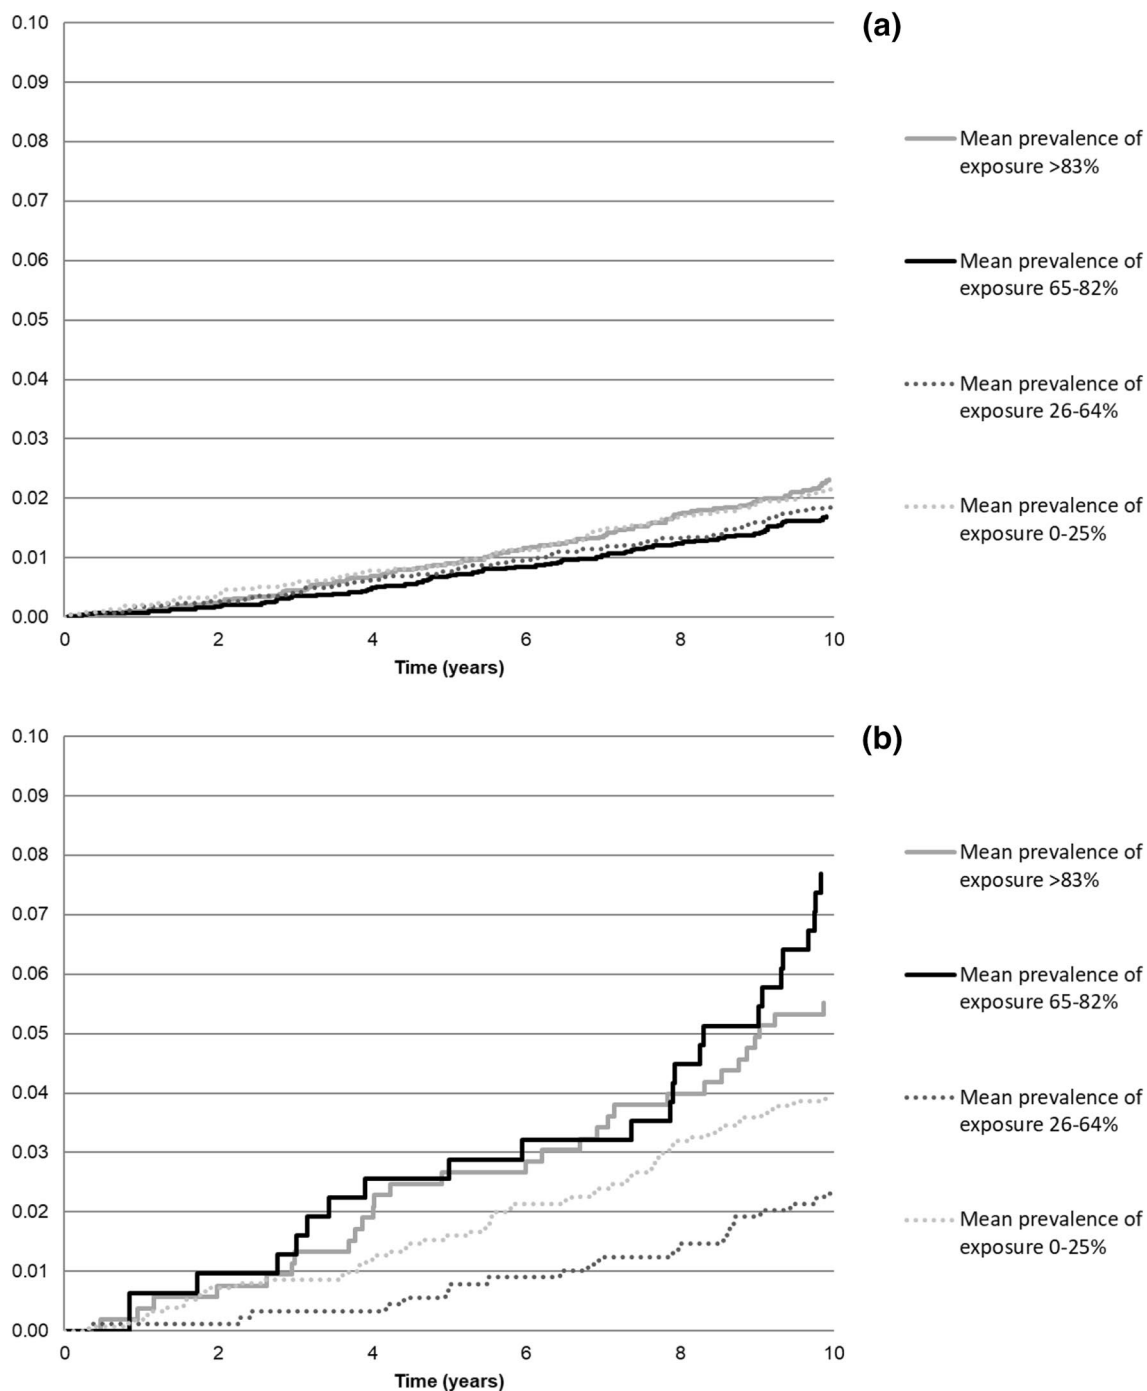 (a)
0.10
0.09
0.08
0.07
0.06
0.05
0.04
0.03
0.02
0.01
0.00
0 2 4 6 8 10
Time (years)
Mean prevalence of
exposure >83%
Mean prevalence of
exposure 65-82%
Mean prevalence of
exposure 26-64%
Mean prevalence of
exposure 0-25%
(b)
0.10
0.09
0.08
0.07
0.06
0.05
0.04
0.03
0.02
0.01
0.00
0 2 4 6 8 10
Time (years)
Mean prevalence of
exposure >83%
Mean prevalence of
exposure 65-82%
Mean prevalence of
exposure 26-64%
Mean prevalence of
exposure 0-25%